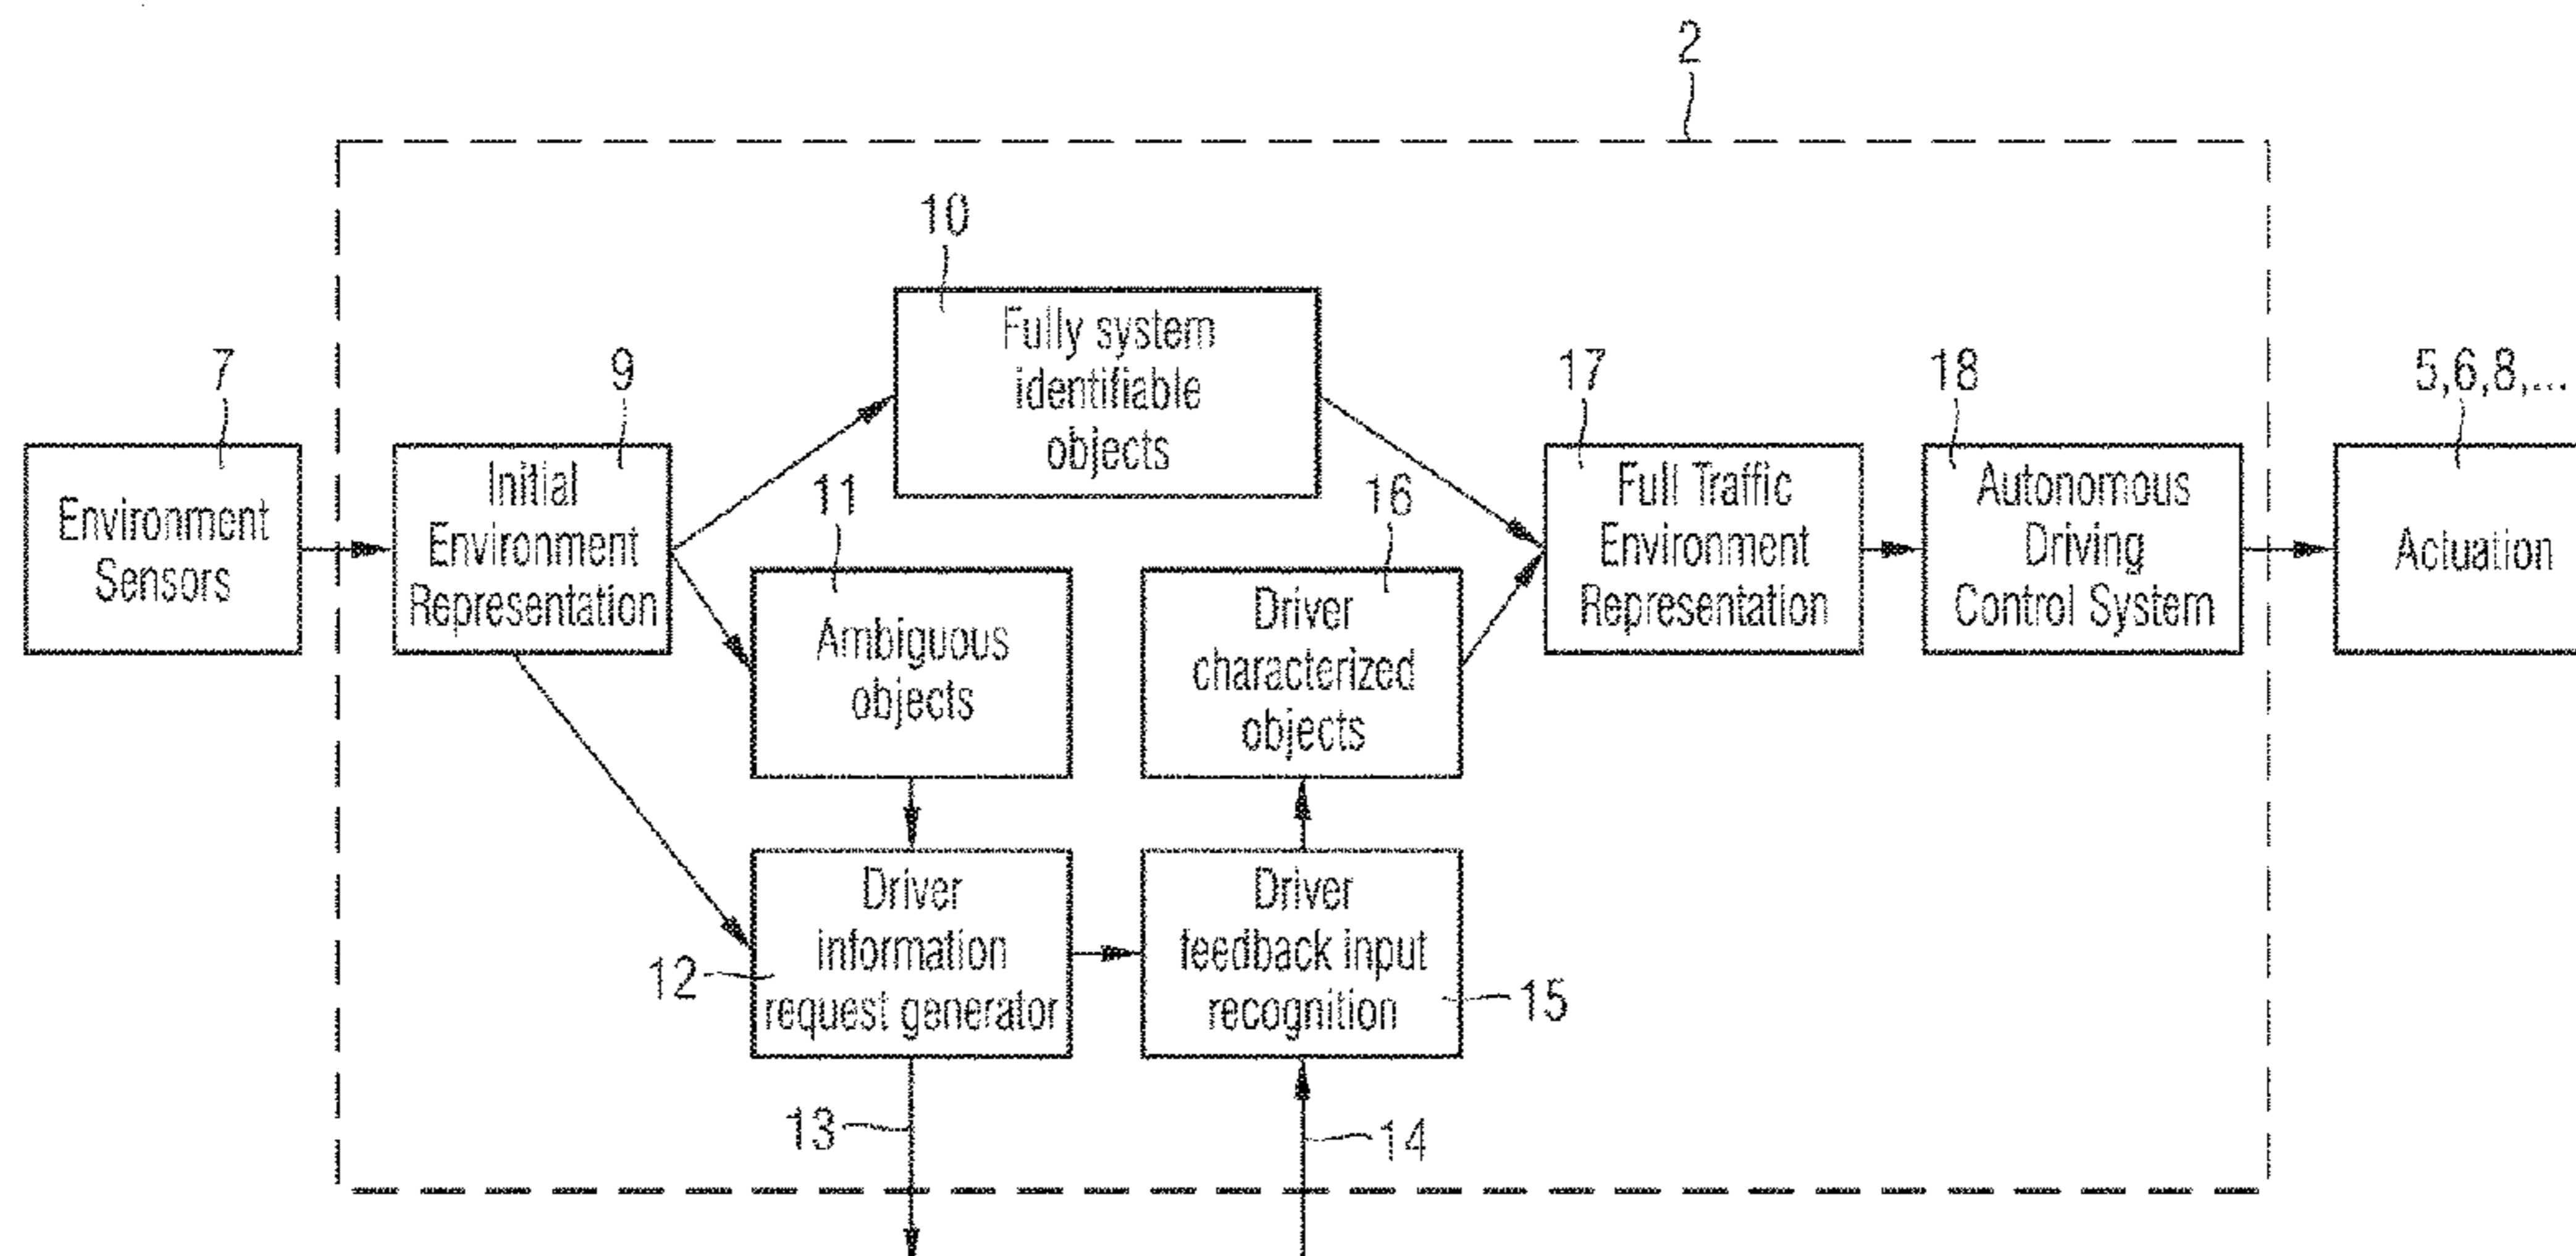 2
10
Fully system
identifiable
objects
7
Environment
Sensors
9
Initial
Environment
Representation
11
Ambiguous
objects
16
Driver
characterized
objects
17
Full Traffic
Environment
Representation
18
Autonomous
Driving
Control System
5,6,8,...
Actuation
12
Driver
information
request generator
Driver
feedback input
recognition
15
13
14